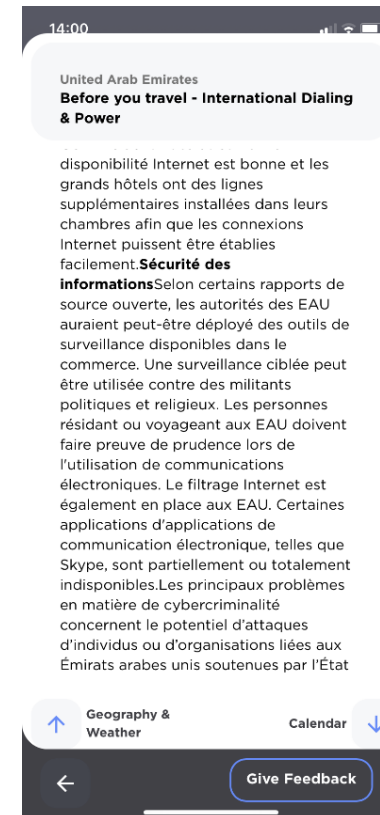 14:00
United Arab Emirates
Before you travel - International Dialing
& Power
disponibilité Internet est bonne et les
grands hôtels ont des lignes
supplémentaires installées dans leurs
chambres afin que les connexions
Internet puissent être établies
facilement.Sécurité des
informationsSelon certains rapports de
source ouverte, les autorités des EAU
auraient peut-être déployé des outils de
surveillance disponibles dans le
commerce. Une surveillance ciblée peut
être utilisée contre des militants
politiques et religieux. Les personnes
résidant ou voyageant aux EAU doivent
faire preuve de prudence lors de
l'utilisation de communications
électroniques. Le filtrage Internet est
également en place aux EAU. Certaines
applications d'applications de
communication électronique, telles que
Skype, sont partiellement ou totalement
indisponibles.Les principaux problèmes
en matière de cybercriminalité
concernent le potentiel d'attaques
d'individus ou d'organisations liées aux
Émirats arabes unis soutenues par l'État
Geography &
Weather
Calendar
Give Feedback